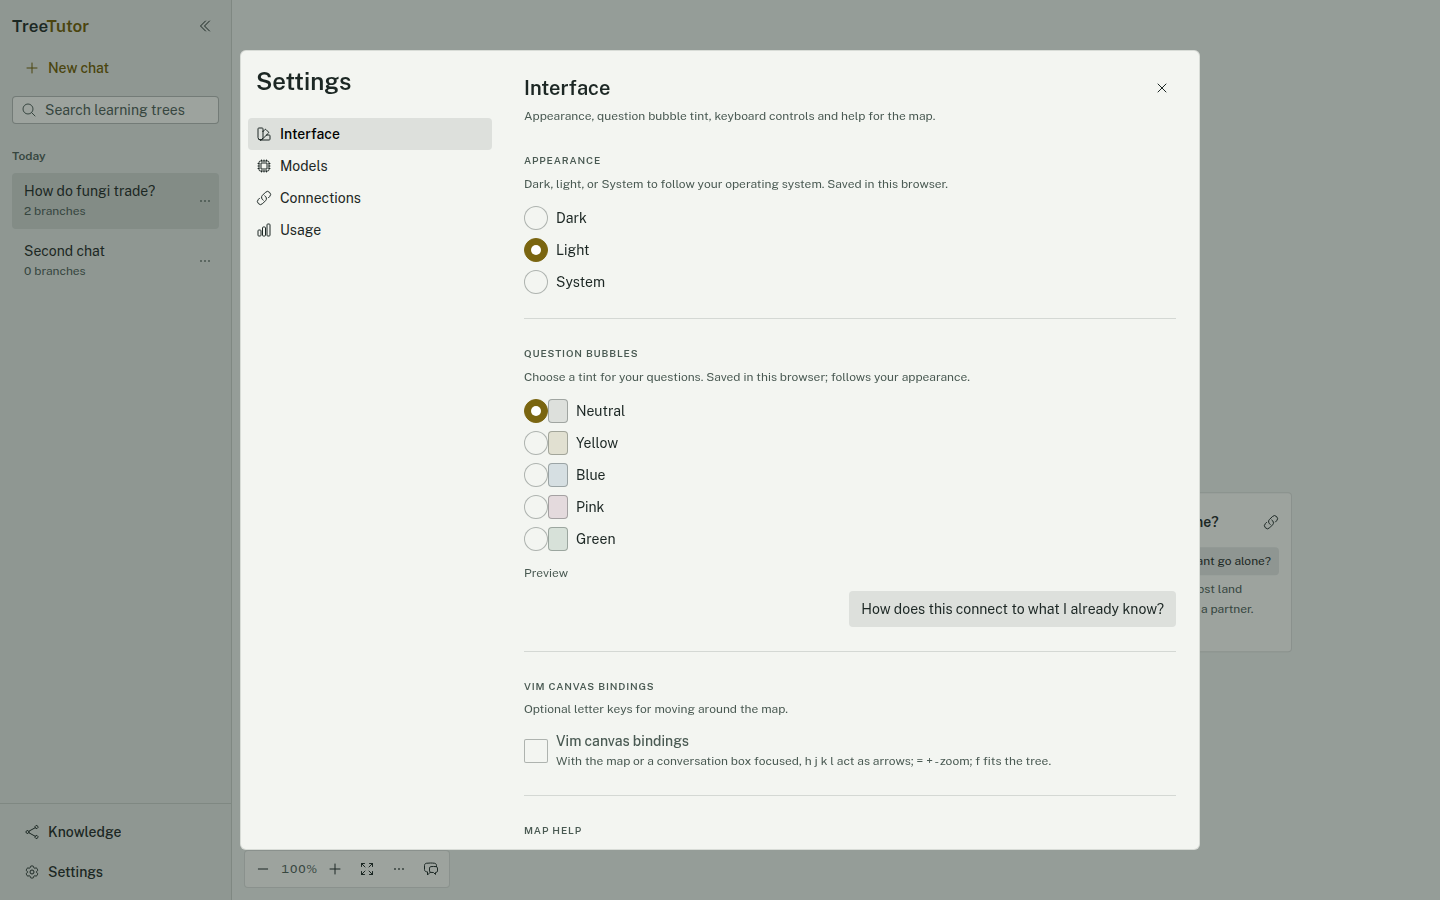 TreeTutor
New chat
Search learning trees
Today
How do fungi trade?
2 branches
Second chat
0 branches
Knowledge
Settings
Settings
Interface
Models
Connections
Usage
Interface
Appearance, question bubble tint, keyboard controls and help for the map.
APPEARANCE
Dark, light, or System to follow your operating system. Saved in this browser.
Dark
Light
System
QUESTION BUBBLES
Choose a tint for your questions. Saved in this browser; follows your appearance.
Neutral
Yellow
Blue
Pink
Green
Preview
How does this connect to what I already know?
VIM CANVAS BINDINGS
Optional letter keys for moving around the map.
Vim canvas bindings
With the map or a conversation box focused, h j k l act as arrows; = + - zoom; f fits the tree.
MAP HELP
go alone?
land
a partner.
100%